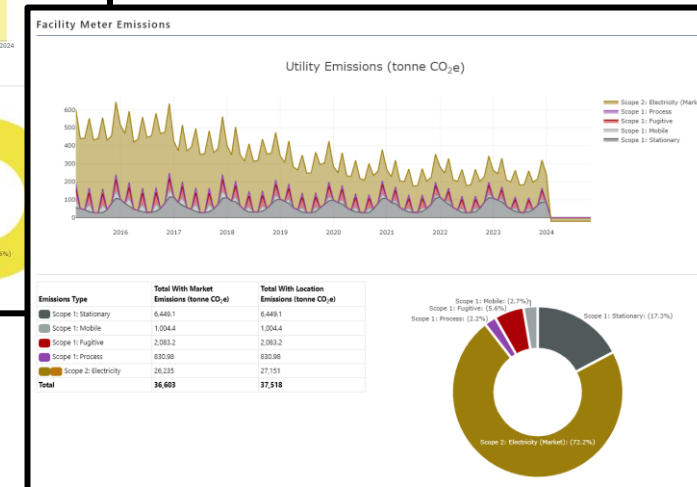 2024
Facility Meter Emissions
Utility Emissions (tonne CO₂e)
600
500
400
300
200
100
0
2016
2017
2018
2019
2020
2021
2022
2023
2024
Scope 2: Electricity (Mark
Scope 1: Process
Scope 1: Fugitive
Scope 1: Mobile
Scope 1: Stationary
Emissions Type
Total With Market Emissions (tonne CO₂e)
Total With Location Emissions (tonne CO₂e)
Scope 1: Stationary 6,449.1 6,449.1
Scope 1: Mobile 1,004.4 1,004.4
Scope 1: Fugitive 2,083.2 2,083.2
Scope 1: Process 830.98 830.98
Scope 2: Electricity 26,235 27,151
Total 36,603 37,518
Scope 1: Mobile: (2.7%)
Scope 1: Fugitive: (5.6%)
Scope 1: Process: (2.2%)
Scope 1: Stationary: (17.3%)
Scope 2: Electricity (Market): (72.2%)